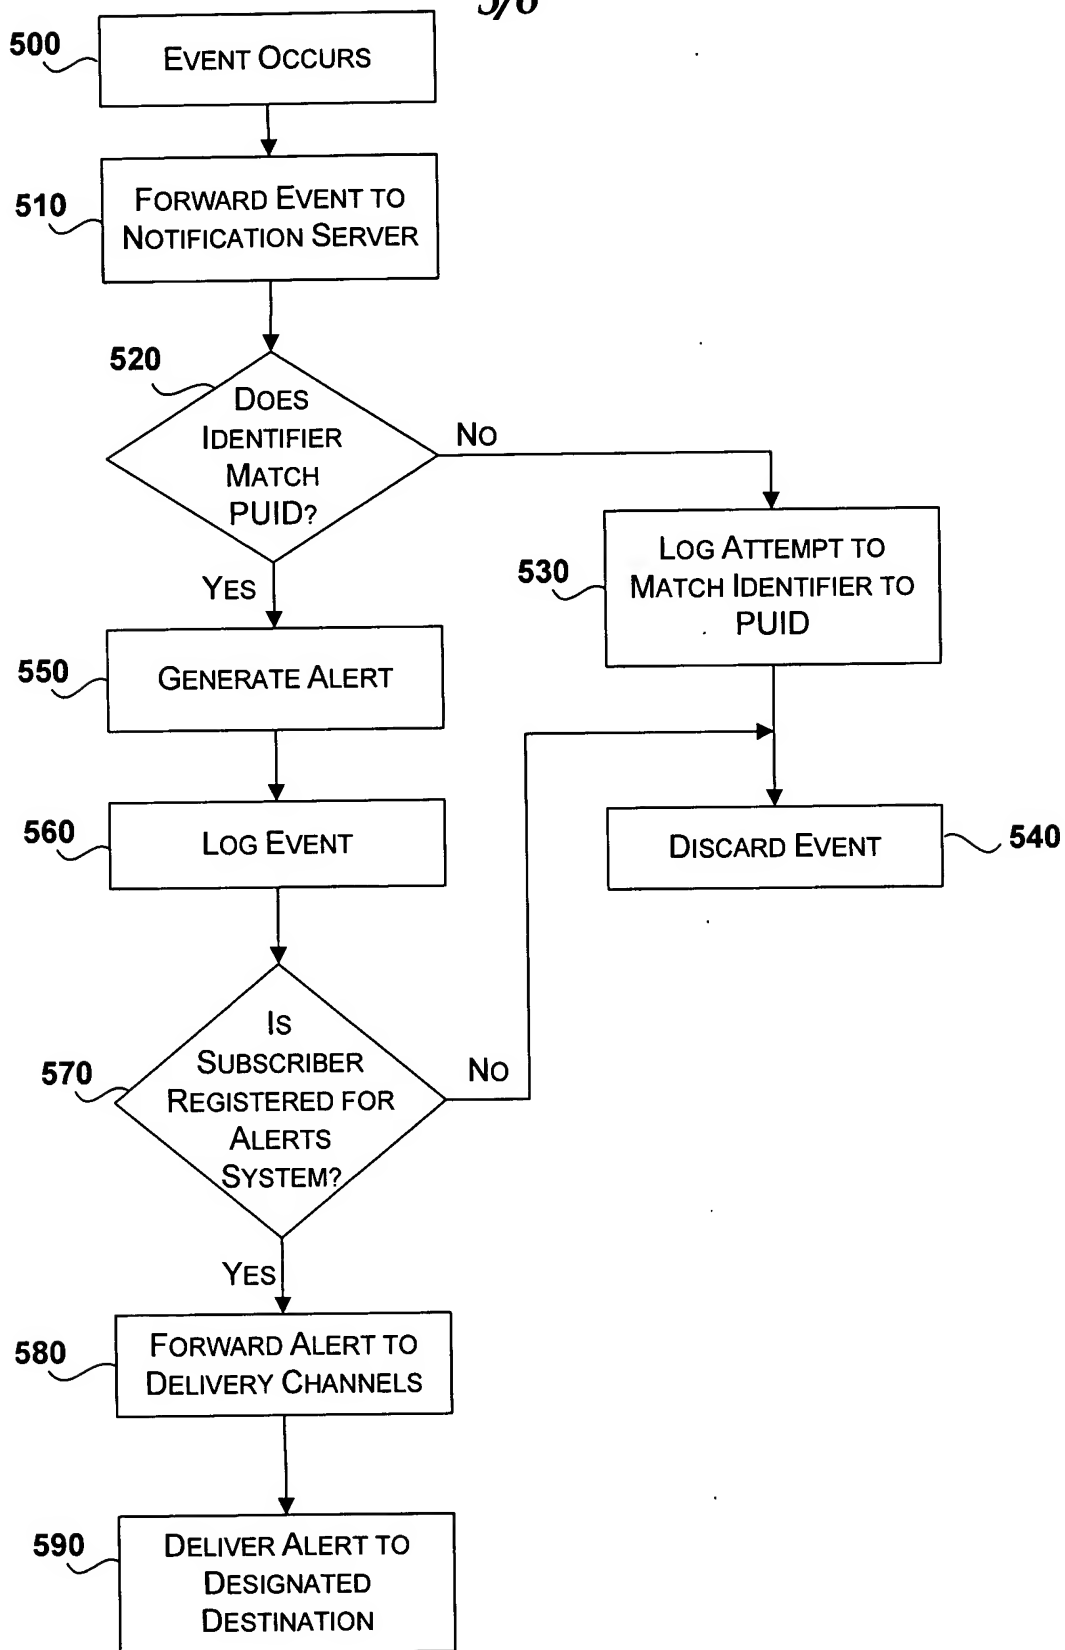 5/6
500
EVENT OCCURS
510
FORWARD EVENT TO
NOTIFICATION SERVER
520
DOES
IDENTIFIER
MATCH
PUID?
NO
YES
530
LOG ATTEMPT TO
MATCH IDENTIFIER TO
PUID
550
GENERATE ALERT
560
LOG EVENT
DISCARD EVENT
540
570
IS
SUBSCRIBER
REGISTERED FOR
ALERTS
SYSTEM?
NO
YES
580
FORWARD ALERT TO
DELIVERY CHANNELS
590
DELIVER ALERT TO
DESIGNATED
DESTINATION